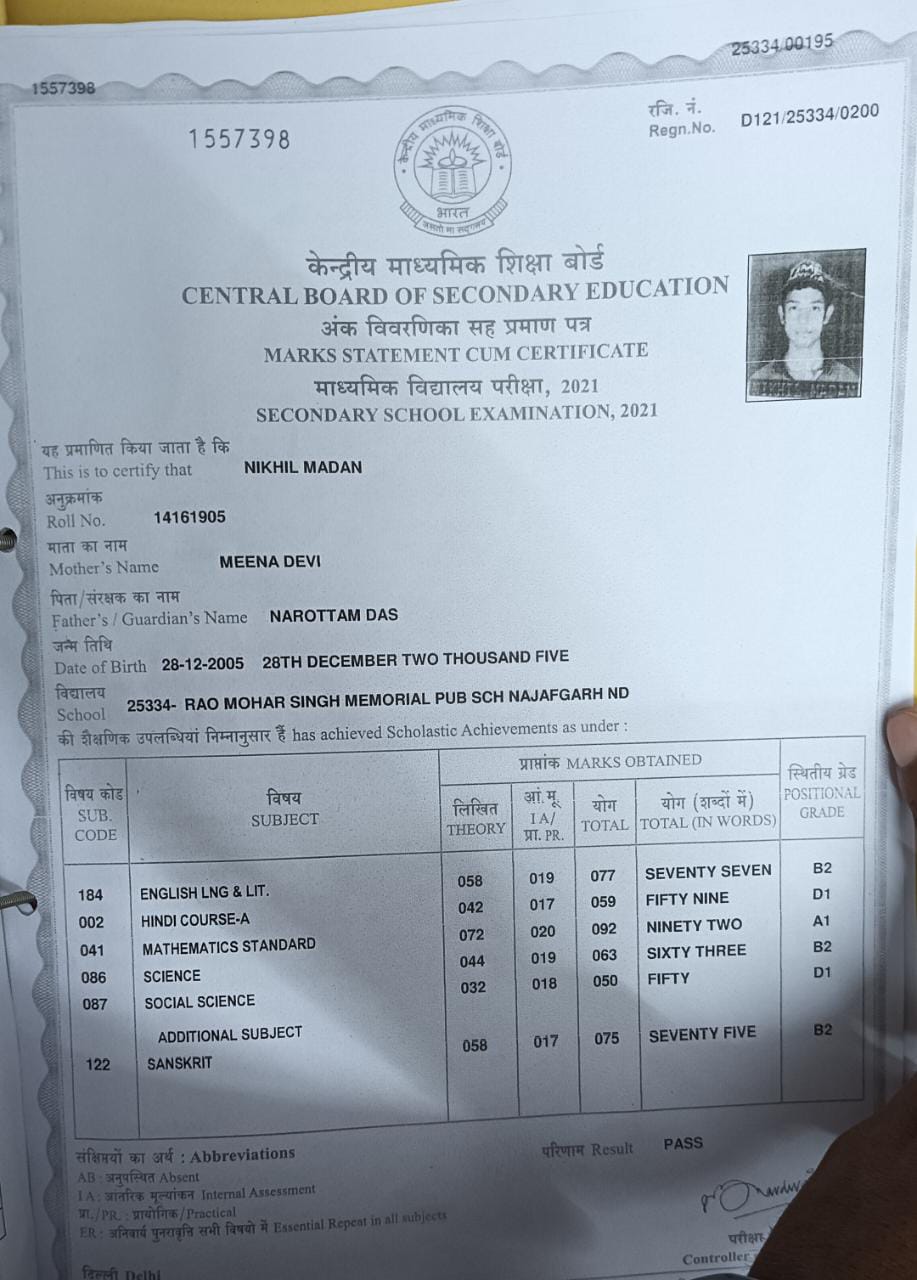 25334/00195
1557398
1557398
रजि. नं.
Regn.No. D121/25334/0200
केन्द्रीय माध्यमिक शिक्षा बोर्ड
भारत
असतो मा सद्गमय
केन्द्रीय माध्यमिक शिक्षा बोर्ड
CENTRAL BOARD OF SECONDARY EDUCATION
अंक विवरणिका सह प्रमाण पत्र
MARKS STATEMENT CUM CERTIFICATE
माध्यमिक विद्यालय परीक्षा, 2021
SECONDARY SCHOOL EXAMINATION, 2021
यह प्रमाणित किया जाता है कि
This is to certify that NIKHIL MADAN
अनुक्रमांक
Roll No. 14161905
माता का नाम
Mother's Name MEENA DEVI
पिता/संरक्षक का नाम
Father's / Guardian's Name NAROTTAM DAS
जन्म तिथि
Date of Birth 28-12-2005 28TH DECEMBER TWO THOUSAND FIVE
विद्यालय
School 25334- RAO MOHAR SINGH MEMORIAL PUB SCH NAJAFGARH ND
की शैक्षणिक उपलब्धियां निम्नानुसार हैं has achieved Scholastic Achievements as under :
विषय कोड
SUB.
CODE
विषय
SUBJECT
प्राप्तांक MARKS OBTAINED
लिखित
THEORY
आं.मू.
I A/
प्रा. PR.
योग
TOTAL
योग (शब्दों में)
TOTAL (IN WORDS)
स्थितीय ग्रेड
POSITIONAL
GRADE
184 ENGLISH LNG & LIT. 058 019 077 SEVENTY SEVEN B2
002 HINDI COURSE-A 042 017 059 FIFTY NINE D1
041 MATHEMATICS STANDARD 072 020 092 NINETY TWO A1
086 SCIENCE 044 019 063 SIXTY THREE B2
087 SOCIAL SCIENCE 032 018 050 FIFTY D1
ADDITIONAL SUBJECT
122 SANSKRIT 058 017 075 SEVENTY FIVE B2
संक्षिप्तयों का अर्थ : Abbreviations
परिणाम Result PASS
AB : अनुपस्थित Absent
I A : आंतरिक मूल्यांकन Internal Assessment
प्रा./PR. : प्रायोगिक/Practical
ER : अनिवार्य पुनरावृत्ति सभी विषयों में Essential Repeat in all subjects
परीक्षा
Controller
दिल्ली Delhi